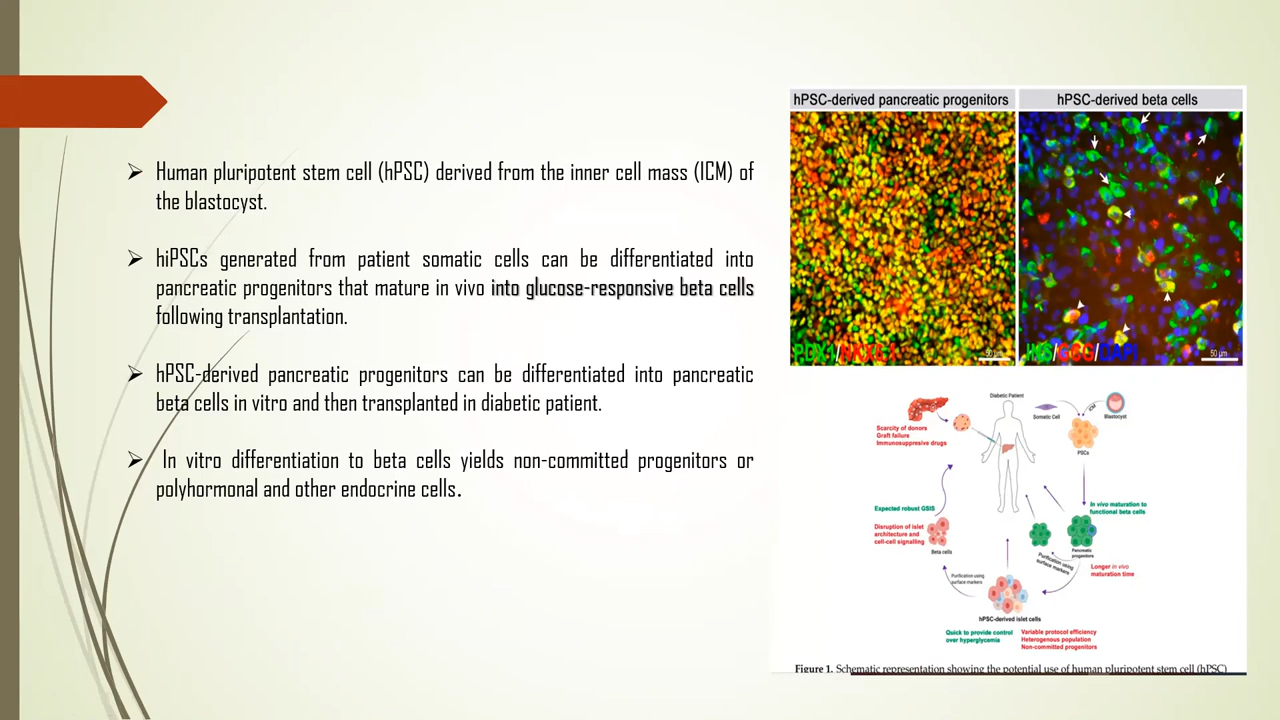 Human pluripotent stem cell (hPSC) derived from the inner cell mass (ICM) of
the blastocyst.
hiPSCs generated from patient somatic cells can be differentiated into
pancreatic progenitors that mature in vivo into glucose-responsive beta cells
following transplantation.
hPSC-derived pancreatic progenitors can be differentiated into pancreatic
beta cells in vitro and then transplanted in diabetic patient.
In vitro differentiation to beta cells yields non-committed progenitors or
polyhormonal and other endocrine cells.
hPSC-derived pancreatic progenitors
hPSC-derived beta cells
PDX1/NKX6.1
50 µm
INS/GCG/DAPI
50 µm
Diabetic Patient
Somatic Cell
ICM
Blastocyst
PSCs
Scarcity of donors
Graft failure
Immunosuppresive drugs
In vivo maturation to
functional beta cells
Expected robust GSIS
Disruption of islet
architecture and
cell-cell signalling
Beta cells
Pancreatic
progenitors
Purification using
surface markers
Longer in vivo
maturation time
Purification using
surface markers
hPSC-derived islet cells
Quick to provide control
over hyperglycemia
Variable protocol efficiency
Heterogenous population
Non-committed progenitors
Figure 1. Schematic representation showing the potential use of human pluripotent stem cell (hPSC)